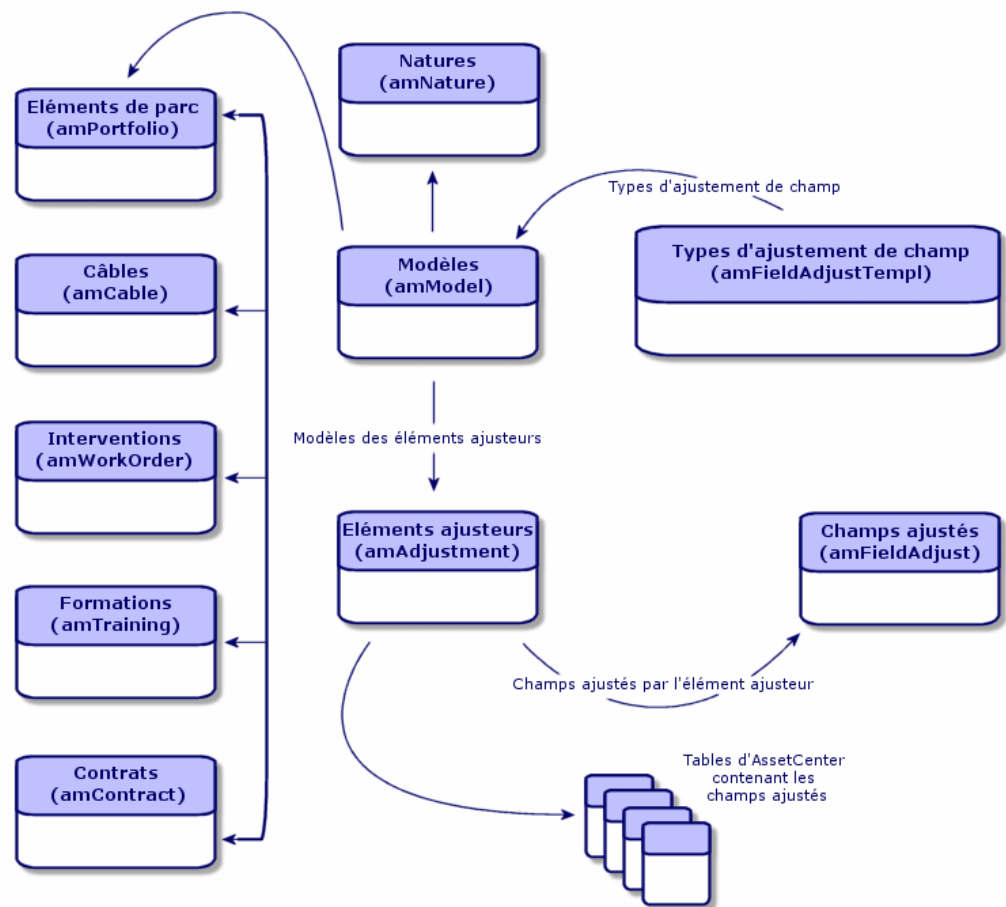 Natures
(amNature)
Eléments de parc
(amPortfolio)
Types d'ajustement de champ
Types d'ajustement de champ
(amFieldAdjustTempl)
Câbles
(amCable)
Modèles
(amModel)
Interventions
(amWorkOrder)
Modèles des éléments ajusteurs
Eléments ajusteurs
(amAdjustment)
Champs ajustés
(amFieldAdjust)
Formations
(amTraining)
Champs ajustés par l'élément ajusteur
Contrats
(amContract)
Tables d'AssetCenter
contenant les
champs ajustés